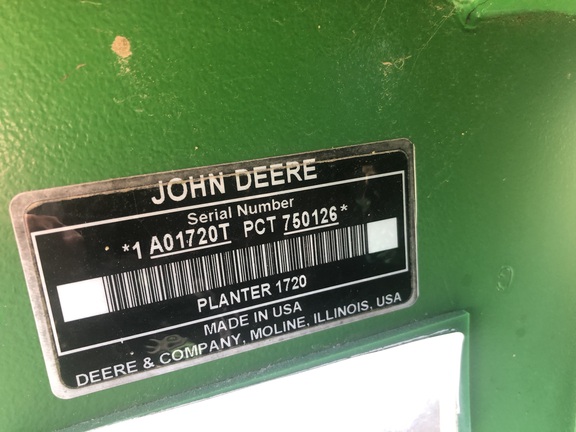 JOHN DEERE
Serial Number
*1 A01720T PCT 750126*
PLANTER 1720
MADE IN USA
DEERE & COMPANY, MOLINE, ILLINOIS, USA